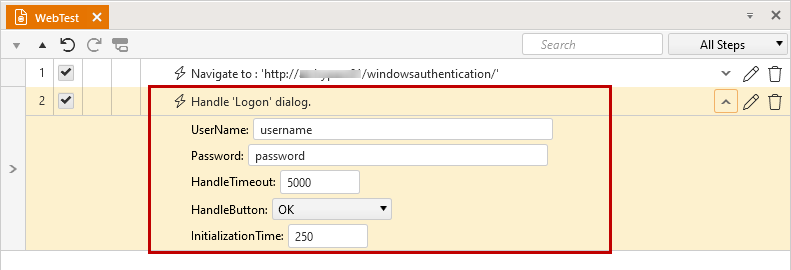 WebTest
Search
All Steps
1 Navigate to : 'http:// /windowsauthentication/'
2 Handle 'Logon' dialog.
UserName: username
Password: password
HandleTimeout: 5000
HandleButton: OK
InitializationTime: 250